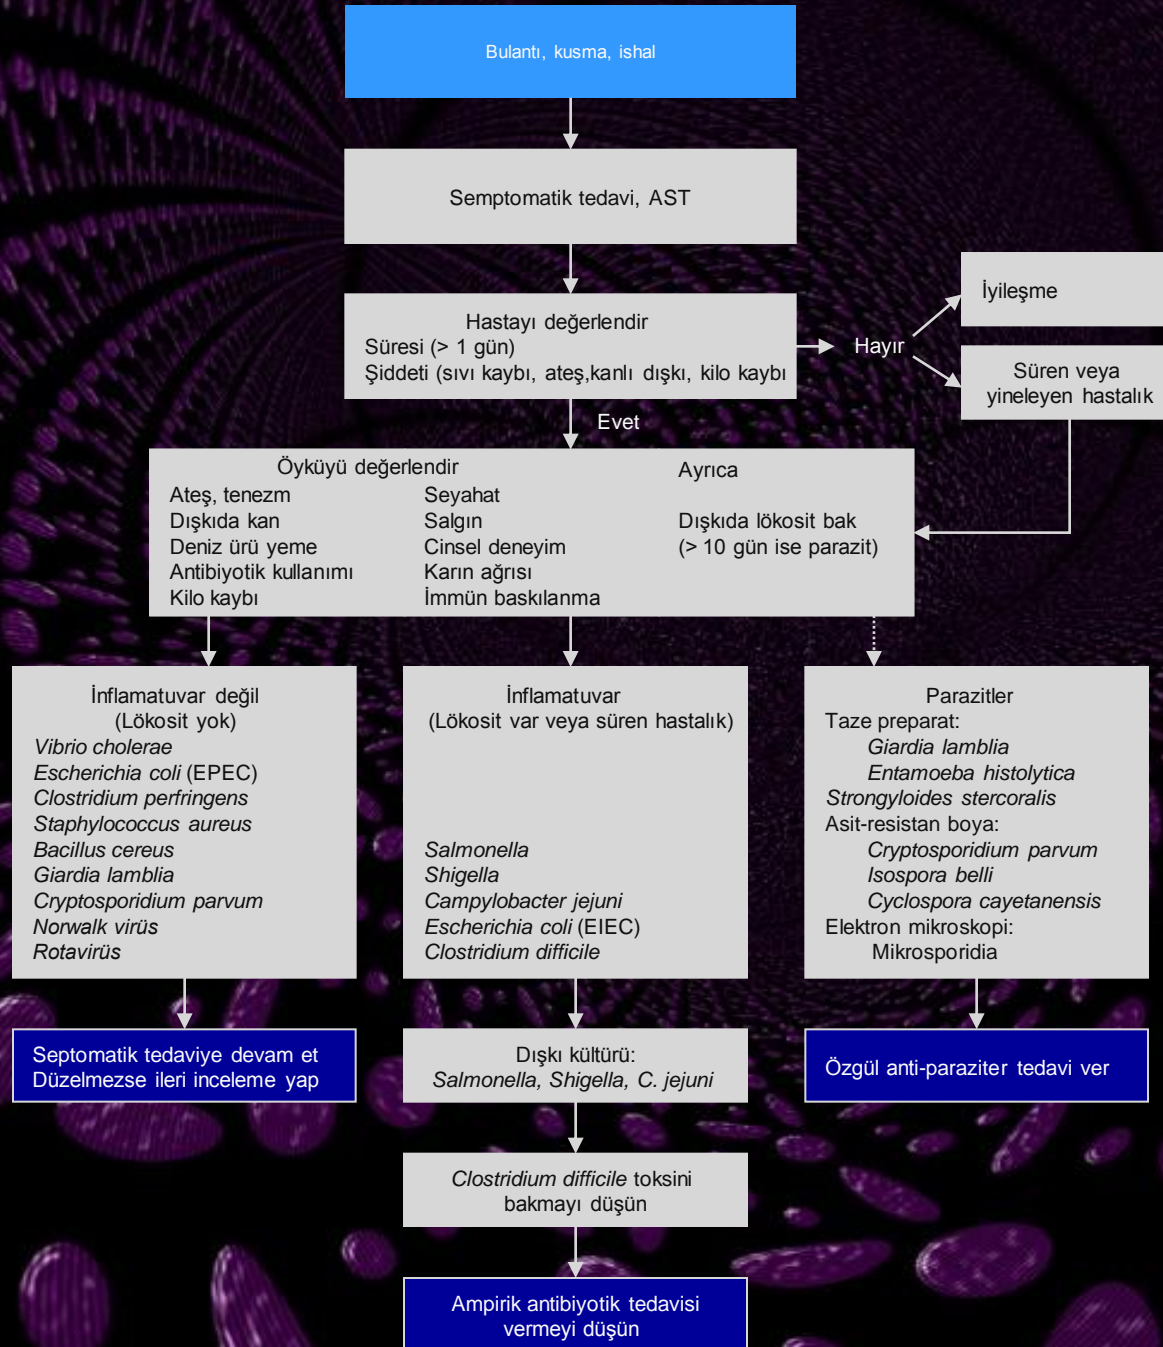 Bulantı, kusma, ishal
Semptomatik tedavi, AST
Hastayı değerlendir
Süresi (> 1 gün)
Şiddeti (sıvı kaybı, ateş,kanlı dışkı, kilo kaybı
Hayır
İyileşme
Süren veya
yineleyen hastalık
Evet
Öyküyü değerlendir
Ateş, tenezm
Dışkıda kan
Deniz ürü yeme
Antibiyotik kullanımı
Kilo kaybı
Seyahat
Salgın
Cinsel deneyim
Karın ağrısı
İmmün baskılanma
Ayrıca
Dışkıda lökosit bak
(> 10 gün ise parazit)
İnflamatuvar değil
(Lökosit yok)
Vibrio cholerae
Escherichia coli (EPEC)
Clostridium perfringens
Staphylococcus aureus
Bacillus cereus
Giardia lamblia
Cryptosporidium parvum
Norwalk virüs
Rotavirüs
Septomatik tedaviye devam et
Düzelmezse ileri inceleme yap
İnflamatuvar
(Lökosit var veya süren hastalık)
Salmonella
Shigella
Campylobacter jejuni
Escherichia coli (EIEC)
Clostridium difficile
Dışkı kültürü:
Salmonella, Shigella, C. jejuni
Clostridium difficile toksini
bakmayı düşün
Ampirik antibiyotik tedavisi
vermeyi düşün
Parazitler
Taze preparat:
Giardia lamblia
Entamoeba histolytica
Strongyloides stercoralis
Asit-resistan boya:
Cryptosporidium parvum
Isospora belli
Cyclospora cayetanensis
Elektron mikroskopi:
Mikrosporidia
Özgül anti-paraziter tedavi ver